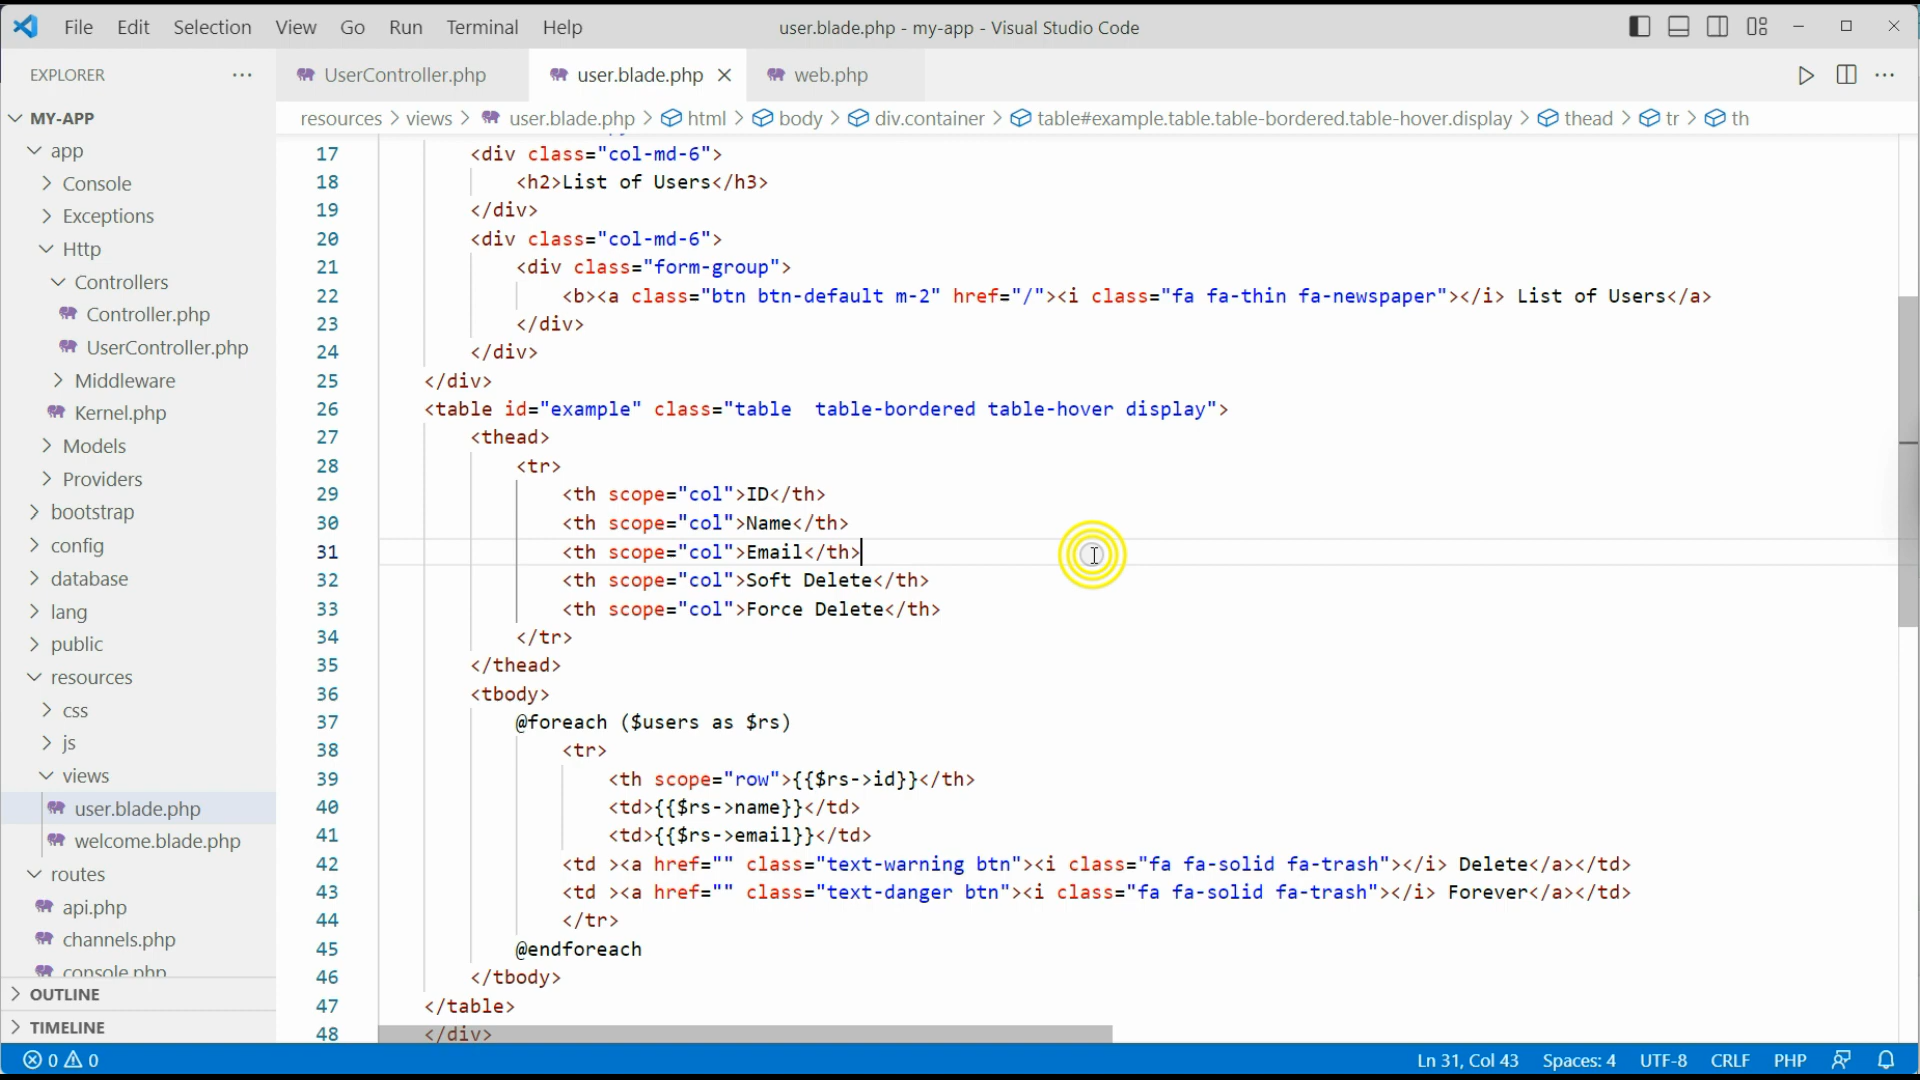 File Edit Selection View Go Run Terminal Help
user.blade.php - my-app - Visual Studio Code
EXPLORER
UserController.php
user.blade.php
web.php
resources > views > user.blade.php > html > body > div.container > table#example.table.table-bordered.table-hover.display > thead > tr > th
MY-APP
app
Console
Exceptions
Http
Controllers
Controller.php
UserController.php
Middleware
Kernel.php
Models
Providers
bootstrap
config
database
lang
public
resources
css
js
views
user.blade.php
welcome.blade.php
routes
api.php
channels.php
console.php
OUTLINE
TIMELINE
17 <div class="col-md-6">
18 <h2>List of Users</h3>
19 </div>
20 <div class="col-md-6">
21 <div class="form-group">
22 <b><a class="btn btn-default m-2" href="/"><i class="fa fa-thin fa-newspaper"></i> List of Users</a>
23 </div>
24 </div>
25 </div>
26 <table id="example" class="table  table-bordered table-hover display">
27 <thead>
28 <tr>
29 <th scope="col">ID</th>
30 <th scope="col">Name</th>
31 <th scope="col">Email</th>
32 <th scope="col">Soft Delete</th>
33 <th scope="col">Force Delete</th>
34 </tr>
35 </thead>
36 <tbody>
37 @foreach ($users as $rs)
38 <tr>
39 <th scope="row">{{$rs->id}}</th>
40 <td>{{$rs->name}}</td>
41 <td>{{$rs->email}}</td>
42 <td ><a href="" class="text-warning btn"><i class="fa fa-solid fa-trash"></i> Delete</a></td>
43 <td ><a href="" class="text-danger btn"><i class="fa fa-solid fa-trash"></i> Forever</a></td>
44 </tr>
45 @endforeach
46 </tbody>
47 </table>
48 </div>
0 0
Ln 31, Col 43 Spaces: 4 UTF-8 CRLF PHP